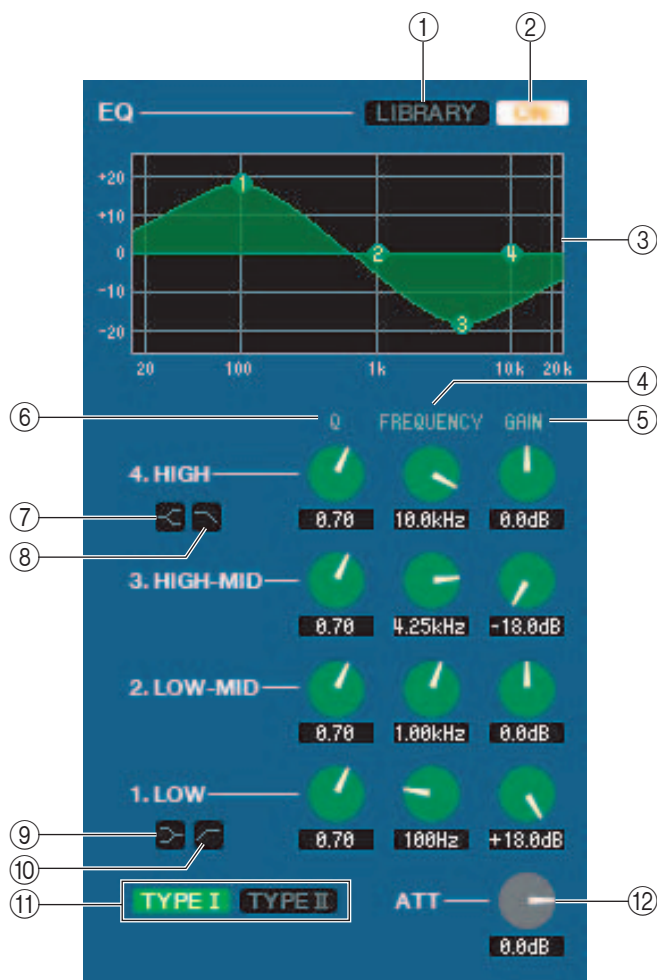 ① ②
EQ LIBRARY ON
+20
+10
0
-10
-20
1 2 3 4
③
20 100 1k 10k 20k
④
⑥ Q FREQUENCY GAIN ⑤
4. HIGH
0.70 10.0kHz 0.0dB
⑦
⑧
3. HIGH-MID
0.70 4.25kHz -18.0dB
2. LOW-MID
0.70 1.00kHz 0.0dB
1. LOW
0.70 100Hz +18.0dB
⑨
⑩
⑪ TYPE I TYPE II ATT ⑫
0.0dB